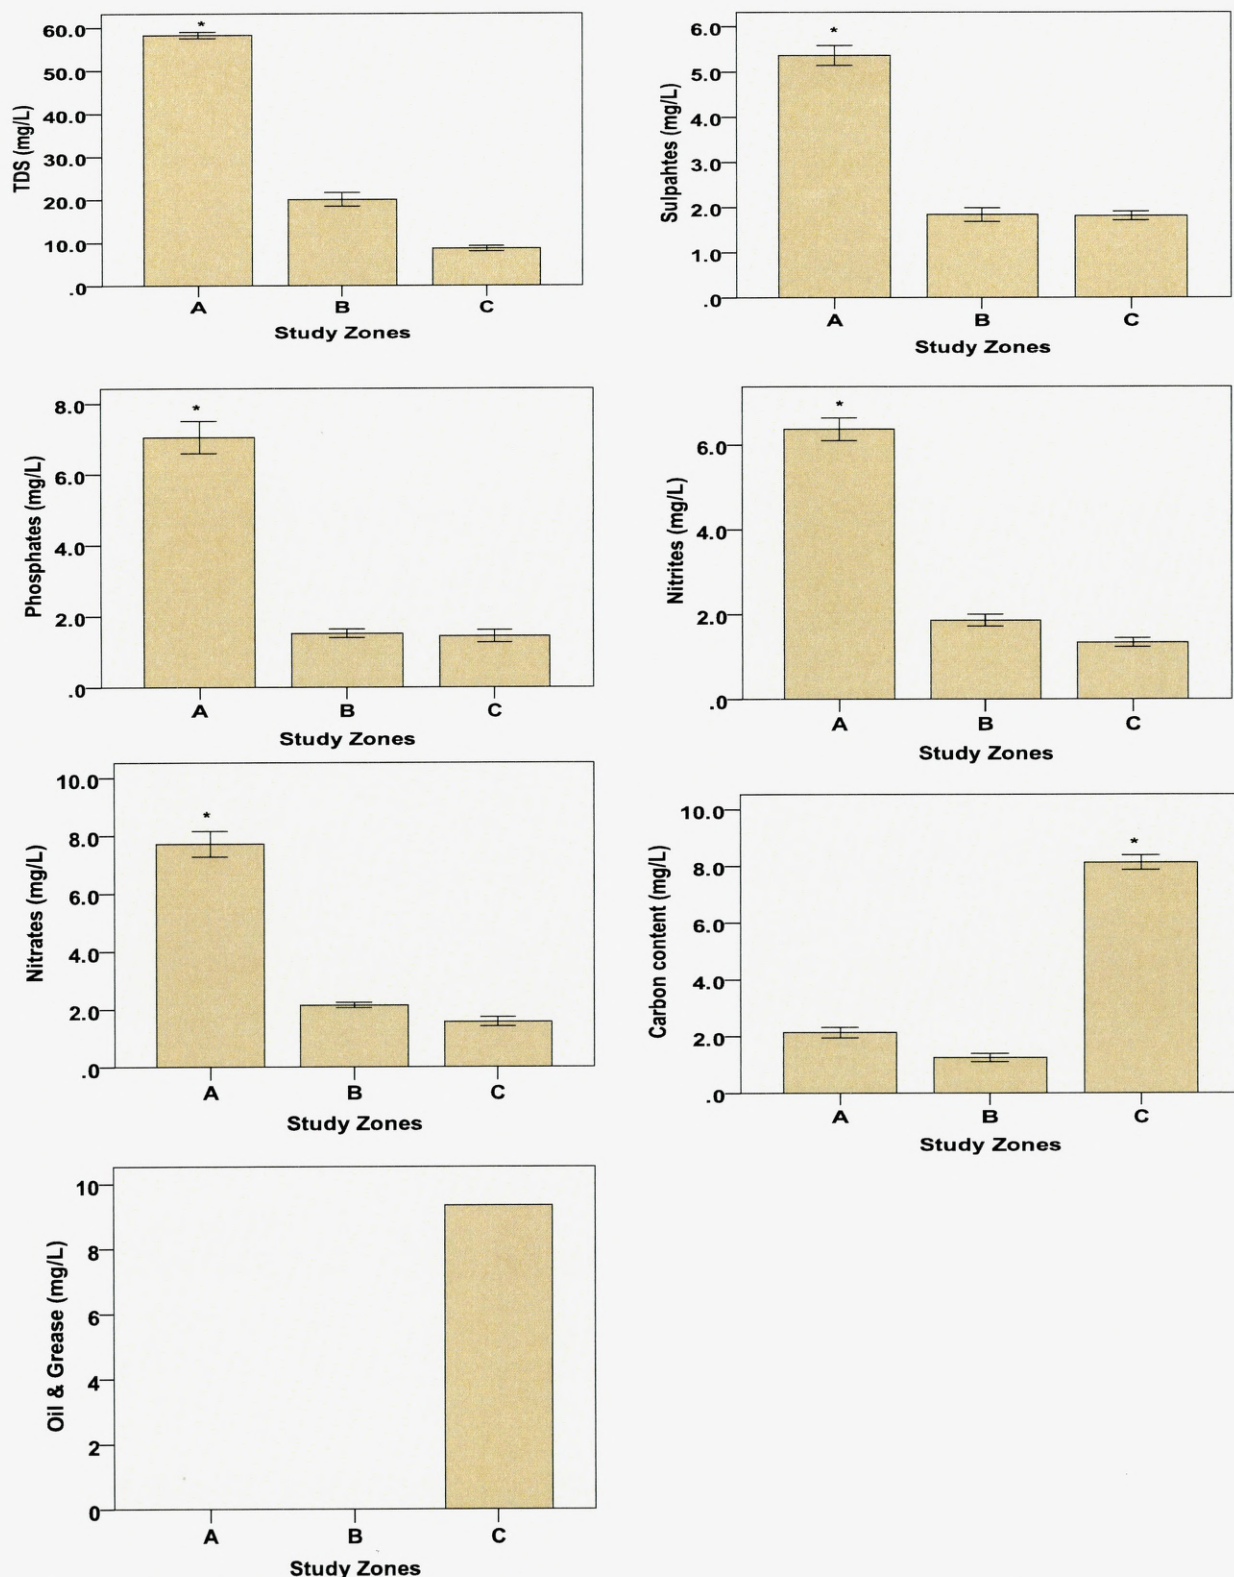 TDS (mg/L)
60.0
50.0
40.0
30.0
20.0
10.0
.0
*
A
B
C
Study Zones
Sulpahtes (mg/L)
6.0
5.0
4.0
3.0
2.0
1.0
.0
*
A
B
C
Study Zones
Phosphates (mg/L)
8.0
6.0
4.0
2.0
.0
*
A
B
C
Study Zones
Nitrites (mg/L)
6.0
4.0
2.0
.0
*
A
B
C
Study Zones
Nitrates (mg/L)
10.0
8.0
6.0
4.0
2.0
.0
*
A
B
C
Study Zones
Carbon content (mg/L)
10.0
8.0
6.0
4.0
2.0
.0
*
A
B
C
Study Zones
Oil & Grease (mg/L)
10
8
6
4
2
0
A
B
C
Study Zones